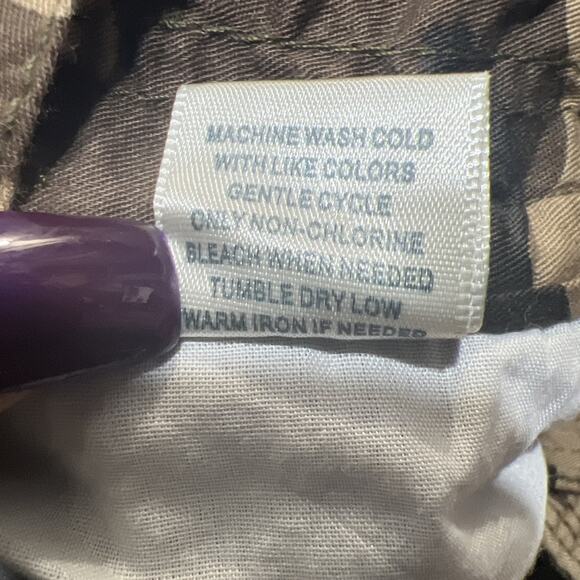 MACHINE WASH COLD
WITH LIKE COLORS
GENTLE CYCLE
ONLY NON-CHLORINE
BLEACH WHEN NEEDED
TUMBLE DRY LOW
WARM IRON IF NEEDED